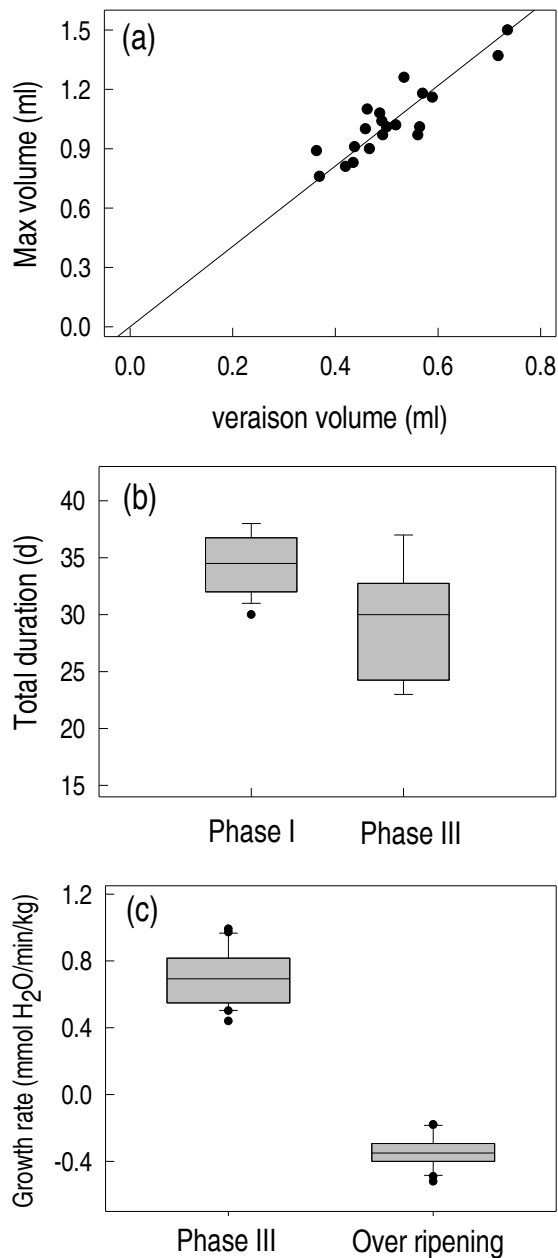 (a)
Max volume (ml)
1.5
1.2
0.9
0.6
0.3
0.0
0.0 0.2 0.4 0.6 0.8
veraison volume (ml)
(b)
Total duration (d)
40
35
30
25
20
15
Phase I Phase III
(c)
Growth rate (mmol H₂O/min/kg)
1.2
0.8
0.4
0.0
-0.4
Phase III Over ripening